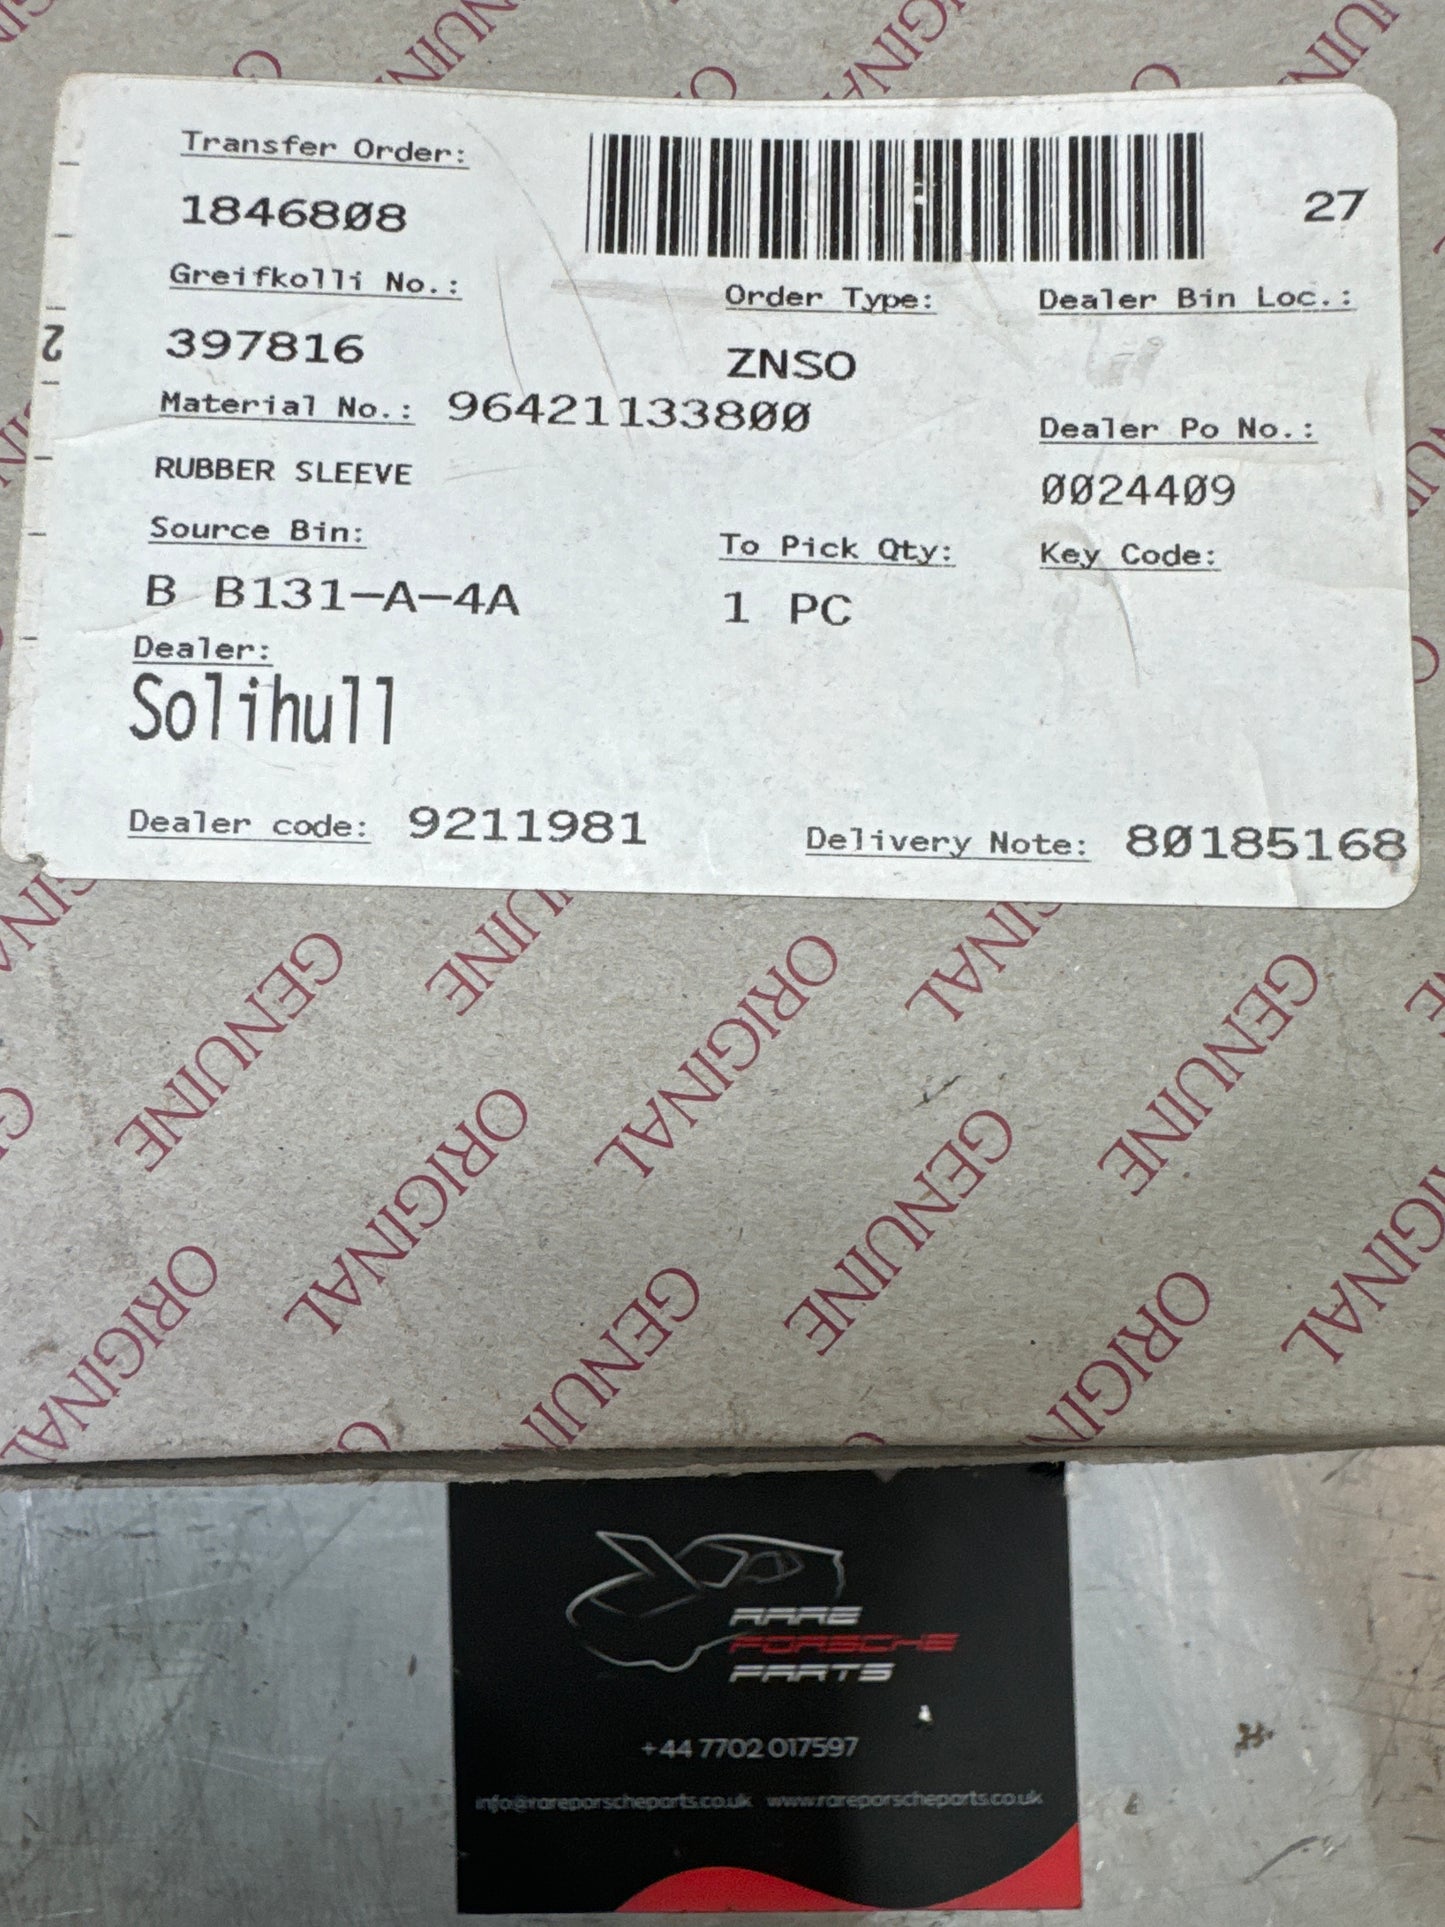 Transfer Order:
1846808
27
Greifkolli No.:
Order Type:
Dealer Bin Loc.:
2
397816
ZNSO
Material No.: 96421133800
Dealer Po No.:
RUBBER SLEEVE
0024409
Source Bin:
To Pick Qty:
Key Code:
B B131-A-4A
1 PC
Dealer:
Solihull
Dealer code: 9211981
Delivery Note: 80185168
GENUINE
ORIGINAL
GENUINE
ORIGINAL
ORIGINAL
GENUINE
ORIGINAL
GENUINE
RARE
PORSCHE
PARTS
+44 7702 017597
info@rareporscheparts.co.uk www.rareporscheparts.co.uk